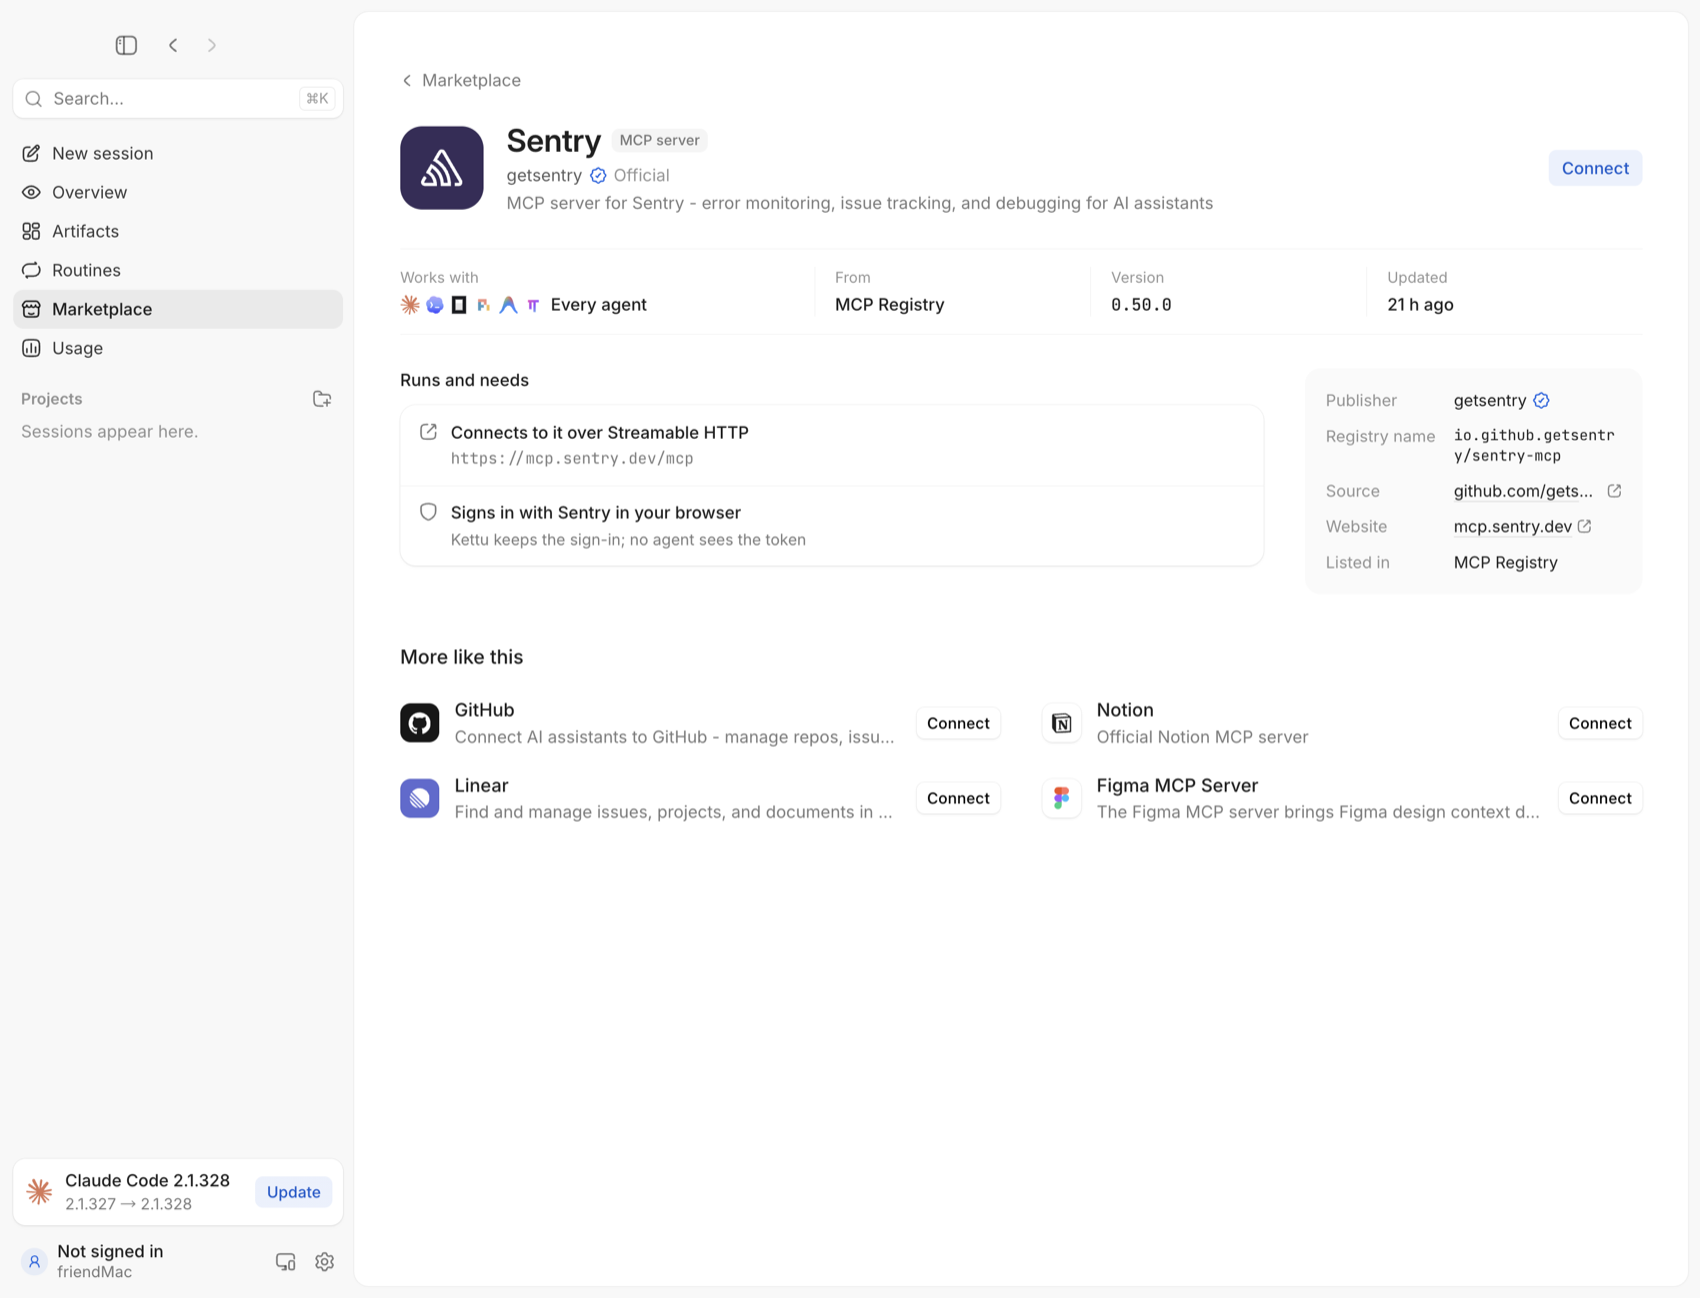 Search...
⌘K
New session
Overview
Artifacts
Routines
Marketplace
Usage
Projects
Sessions appear here.
Claude Code 2.1.328
2.1.327 → 2.1.328
Update
Not signed in
friendMac
Marketplace
Sentry
MCP server
getsentry
Official
MCP server for Sentry - error monitoring, issue tracking, and debugging for AI assistants
Connect
Works with
Every agent
From
MCP Registry
Version
0.50.0
Updated
21 h ago
Runs and needs
Connects to it over Streamable HTTP
https://mcp.sentry.dev/mcp
Signs in with Sentry in your browser
Kettu keeps the sign-in; no agent sees the token
Publisher
getsentry
Registry name
io.github.getsentr
y/sentry-mcp
Source
github.com/gets...
Website
mcp.sentry.dev
Listed in
MCP Registry
More like this
GitHub
Connect AI assistants to GitHub - manage repos, issu...
Connect
Notion
Official Notion MCP server
Connect
Linear
Find and manage issues, projects, and documents in ...
Connect
Figma MCP Server
The Figma MCP server brings Figma design context d...
Connect